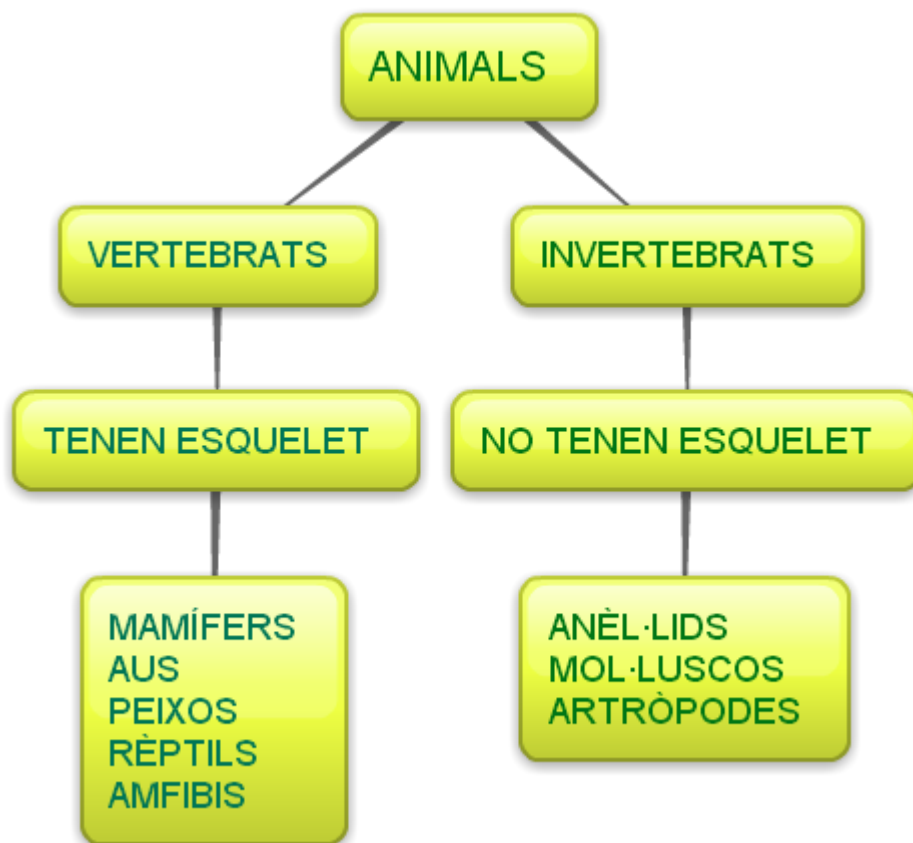 ANIMALS
VERTEBRATS
INVERTEBRATS
TENEN ESQUELET
NO TENEN ESQUELET
MAMÍFERS
AUS
PEIXOS
RÈPTILS
AMFIBIS
ANÈL·LIDS
MOL·LUSCOS
ARTRÒPODES